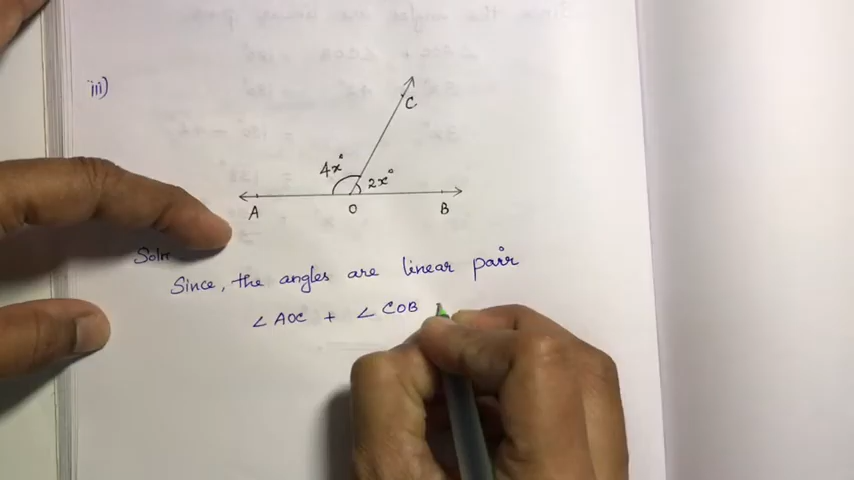 iii)
C
4x°
2x°
A
O
B
Soln
Since, the angles are linear pair
∠AOC + ∠COB